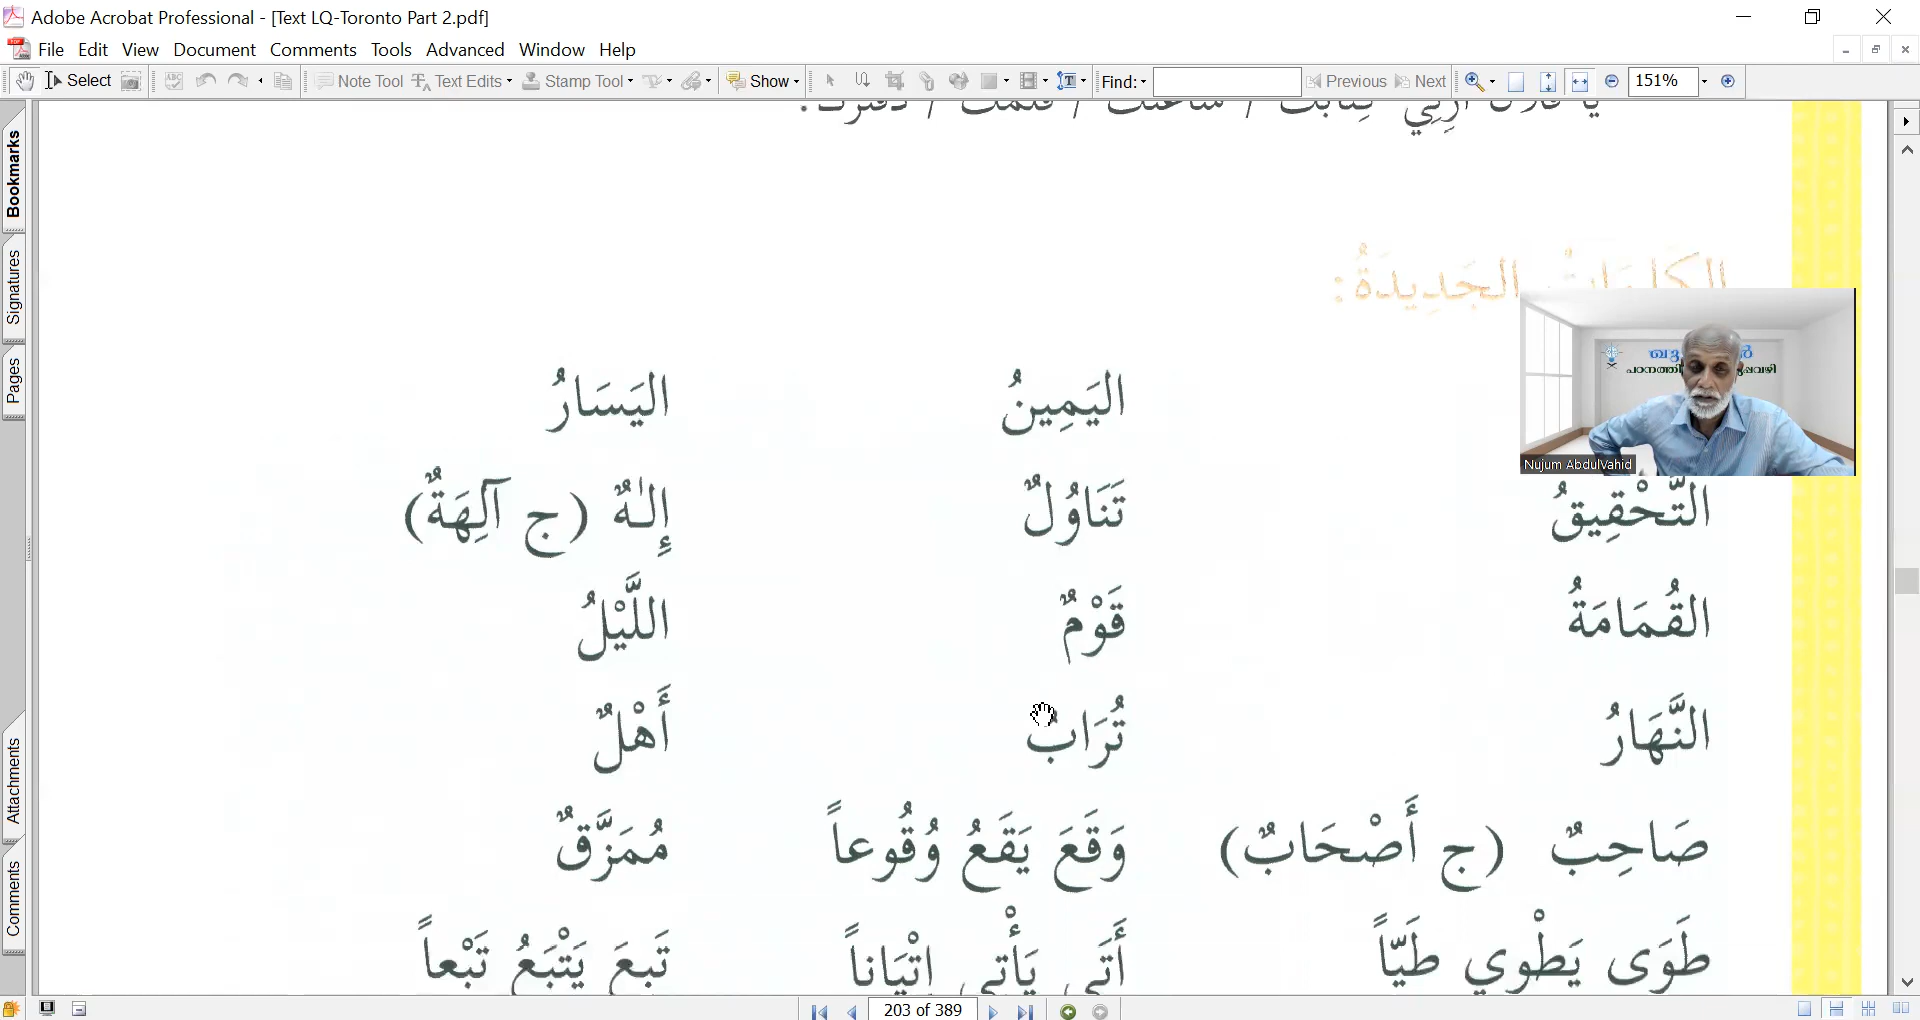 Adobe Acrobat Professional - [Text LQ-Toronto Part 2.pdf]
File Edit View Document Comments Tools Advanced Window Help
Select Note Tool Text Edits Stamp Tool Show Find: Previous Next 151%
Bookmarks
Signatures
Pages
Attachments
Comments
الجَدِيدَةُ:
اليَمِينُ اليَسَارُ
التَّحْقِيقُ تَنَاوُلٌ إِلٰهٌ (ج آلِهَةٌ)
القُمَامَةُ قَوْمٌ اللَّيْلُ
النَّهَارُ تُرَابٌ أَهْلٌ
صَاحِبٌ (ج أَصْحَابٌ) وَقَعَ يَقَعُ وُقُوعاً مُمَزَّقٌ
طَوَى يَطْوِي طَيّاً أَتَى يَأْتِي إِتْيَاناً تَبِعَ يَتْبَعُ تَبْعاً
Nujum AbdulVahid
203 of 389